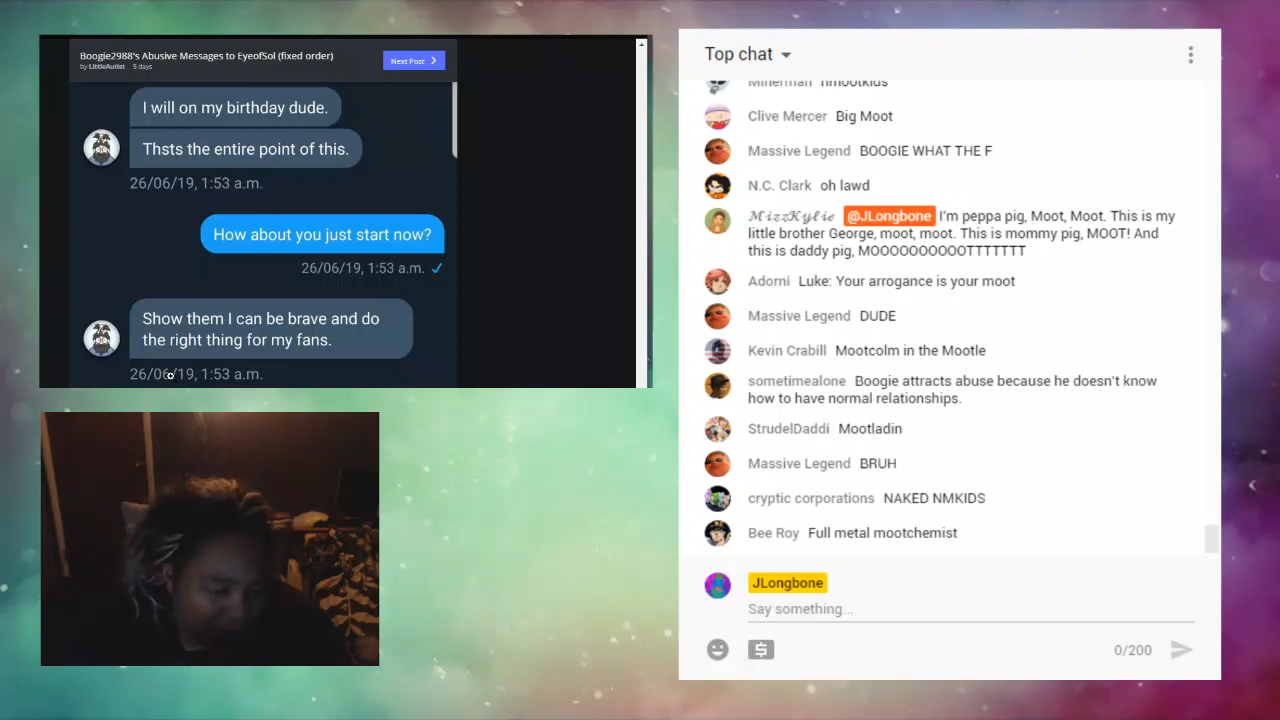 Boogie2988's Abusive Messages to EyeofSol (fixed order)
by LittleAutist 5 days
Next Post
I will on my birthday dude.
Thsts the entire point of this.
26/06/19, 1:53 a.m.
How about you just start now?
26/06/19, 1:53 a.m.
Show them I can be brave and do
the right thing for my fans.
26/06/19, 1:53 a.m.
Top chat
Clive Mercer Big Moot
Massive Legend BOOGIE WHAT THE F
N.C. Clark oh lawd
𝓜𝓲𝔃𝔃𝓚𝔂𝓵𝓲𝓮 @JLongbone I'm peppa pig, Moot, Moot. This is my
little brother George, moot, moot. This is mommy pig, MOOT! And
this is daddy pig, MOOOOOOOOOTTTTTTT
Adorni Luke: Your arrogance is your moot
Massive Legend DUDE
Kevin Crabill Mootcolm in the Mootle
sometimealone Boogie attracts abuse because he doesn't know
how to have normal relationships.
StrudelDaddi Mootladin
Massive Legend BRUH
cryptic corporations NAKED NMKIDS
Bee Roy Full metal mootchemist
JLongbone
Say something...
0/200